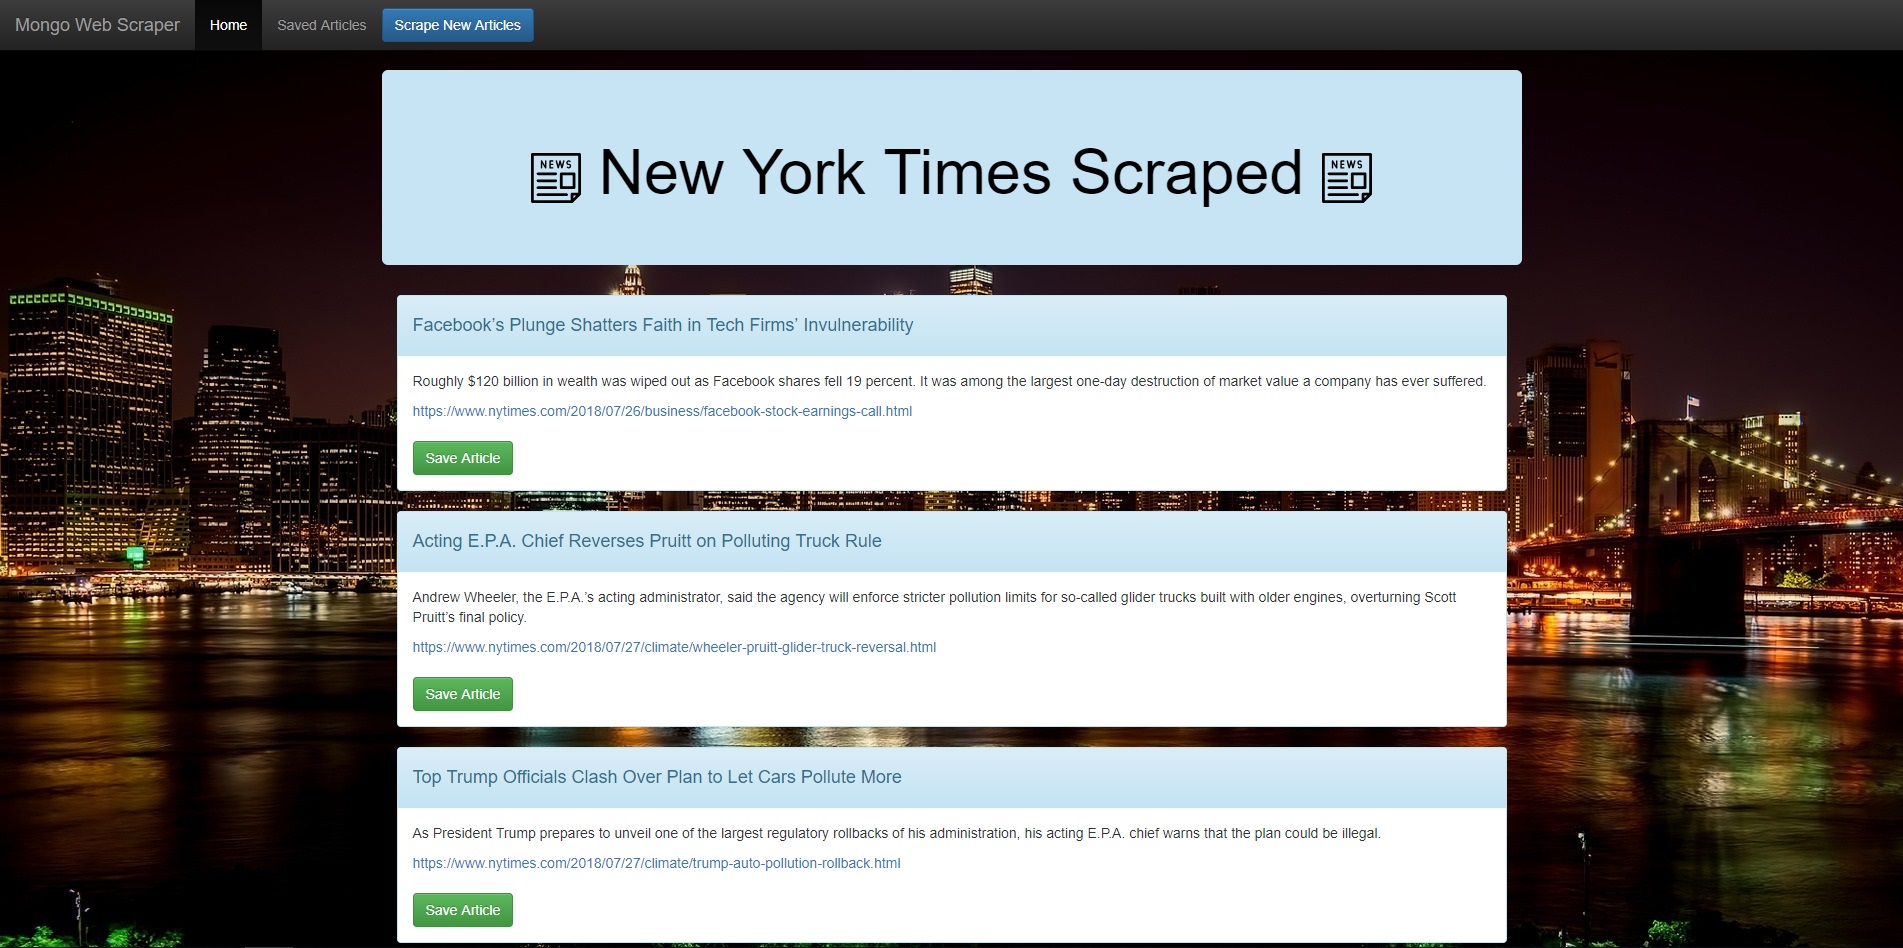 Mongo Web Scraper Home Saved Articles Scrape New Articles
NEWS New York Times Scraped NEWS
Facebook’s Plunge Shatters Faith in Tech Firms’ Invulnerability
Roughly $120 billion in wealth was wiped out as Facebook shares fell 19 percent. It was among the largest one-day destruction of market value a company has ever suffered.
https://www.nytimes.com/2018/07/26/business/facebook-stock-earnings-call.html
Save Article
Acting E.P.A. Chief Reverses Pruitt on Polluting Truck Rule
Andrew Wheeler, the E.P.A.’s acting administrator, said the agency will enforce stricter pollution limits for so-called glider trucks built with older engines, overturning Scott
Pruitt’s final policy.
https://www.nytimes.com/2018/07/27/climate/wheeler-pruitt-glider-truck-reversal.html
Save Article
Top Trump Officials Clash Over Plan to Let Cars Pollute More
As President Trump prepares to unveil one of the largest regulatory rollbacks of his administration, his acting E.P.A. chief warns that the plan could be illegal.
https://www.nytimes.com/2018/07/27/climate/trump-auto-pollution-rollback.html
Save Article